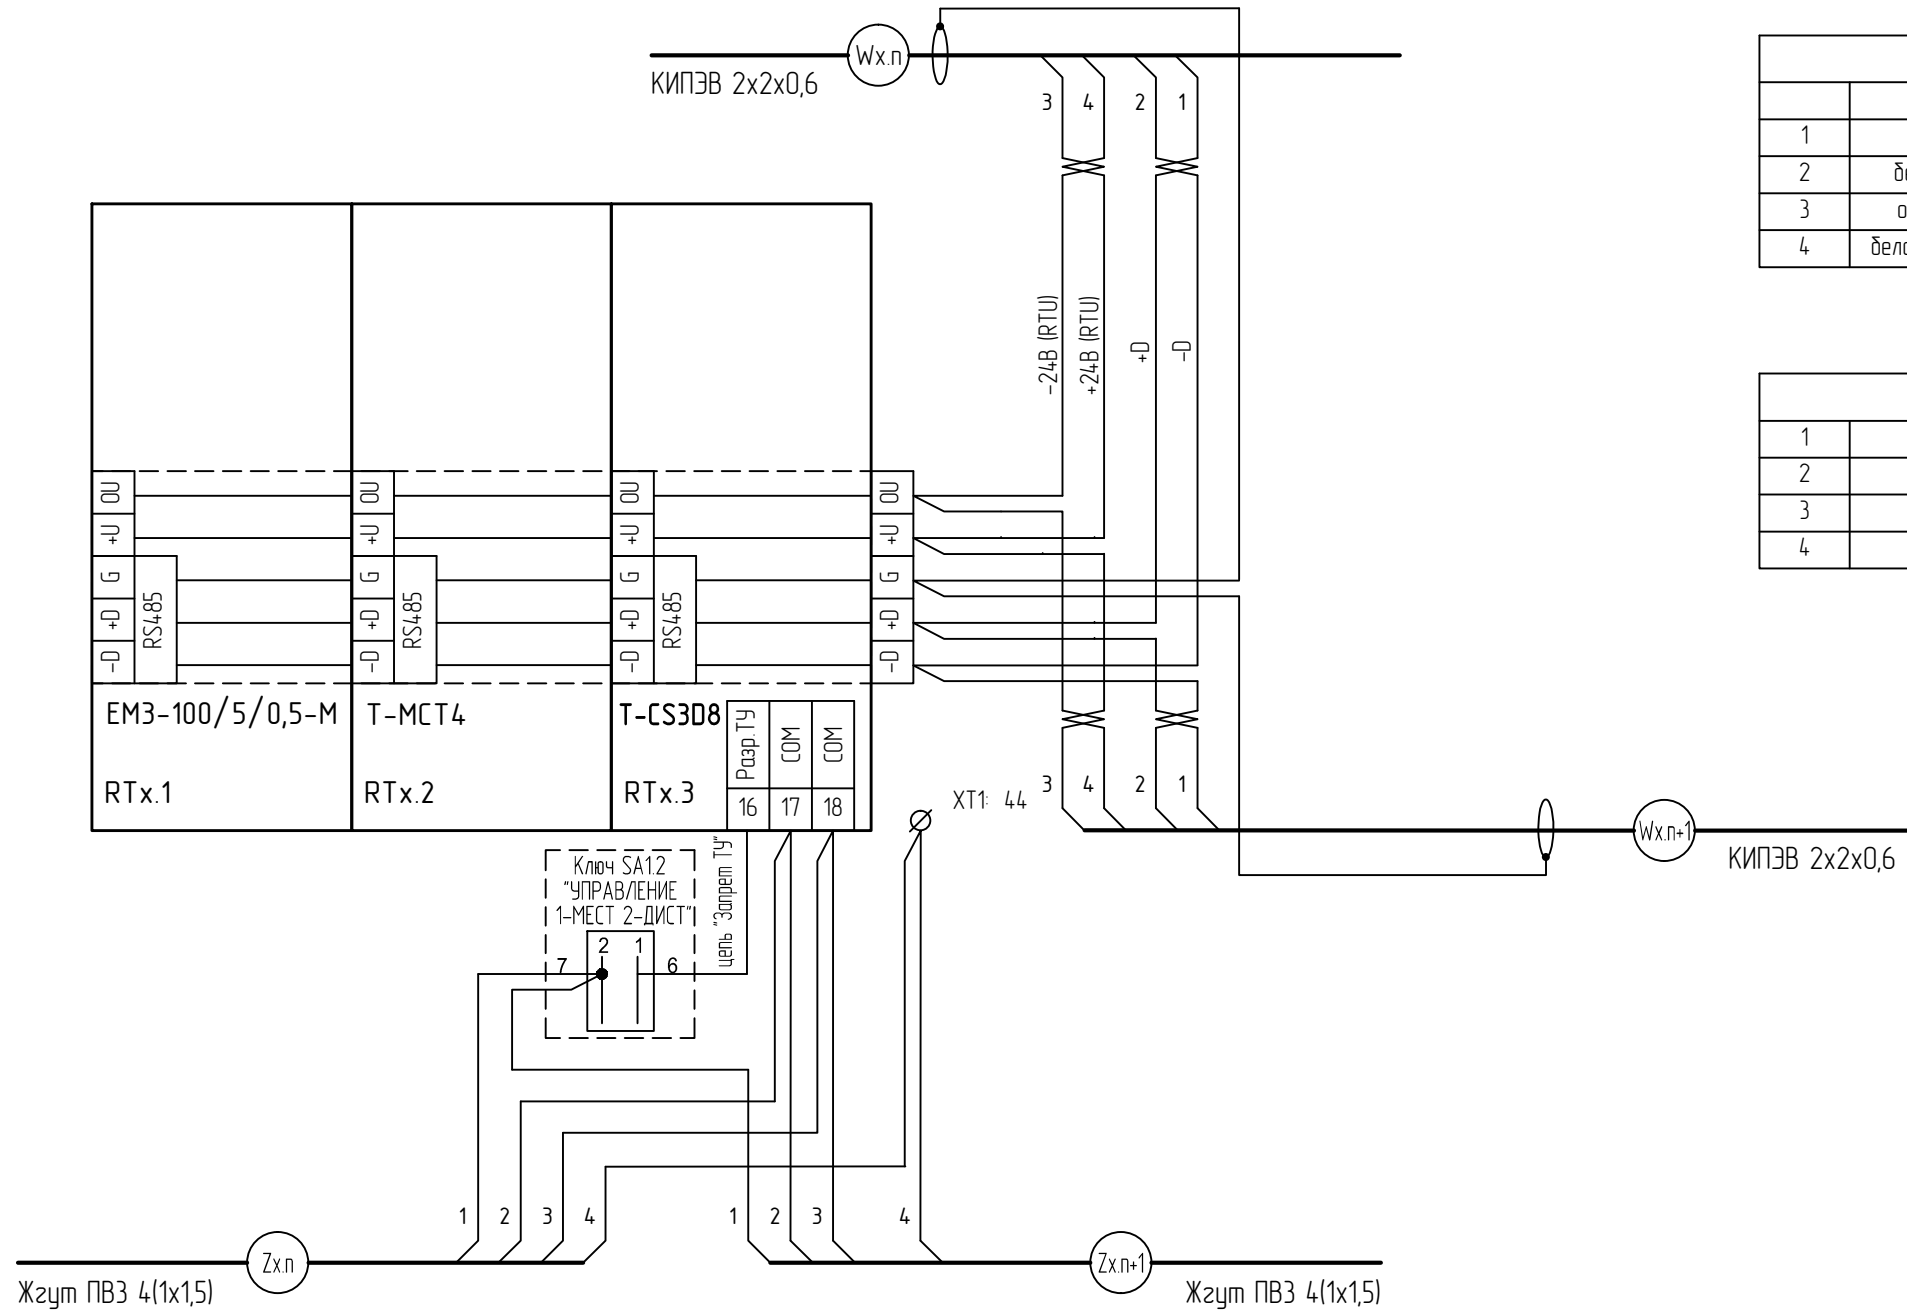 Wx.n
КИПЭВ 2x2x0,6
3 4 2 1
1
2
3
4
-24В (RTU)
+24В (RTU)
+D
-D
1
2
3
4
0U 0U 0U 0U
+U +U +U +U
G G G G
+D +D +D +D
-D -D -D -D
RS485 RS485 RS485
ЕМ3-100/5/0,5-М
Т-МСТ4
T-CS3D8
Разр.ТУ СОМ СОМ
RTx.1
RTx.2
RTx.3
16 17 18
XT1: 44
3 4 2 1
Wx.n+1
КИПЭВ 2x2x0,6
Ключ SA1.2
"УПРАВЛЕНИЕ
1-МЕСТ 2-ДИСТ"
цепь "Запрет ТУ"
2 1
7 6
1 2 3 4
1 2 3 4
Zx.n
Zx.n+1
Жгут ПВ3 4(1x1,5)
Жгут ПВ3 4(1x1,5)